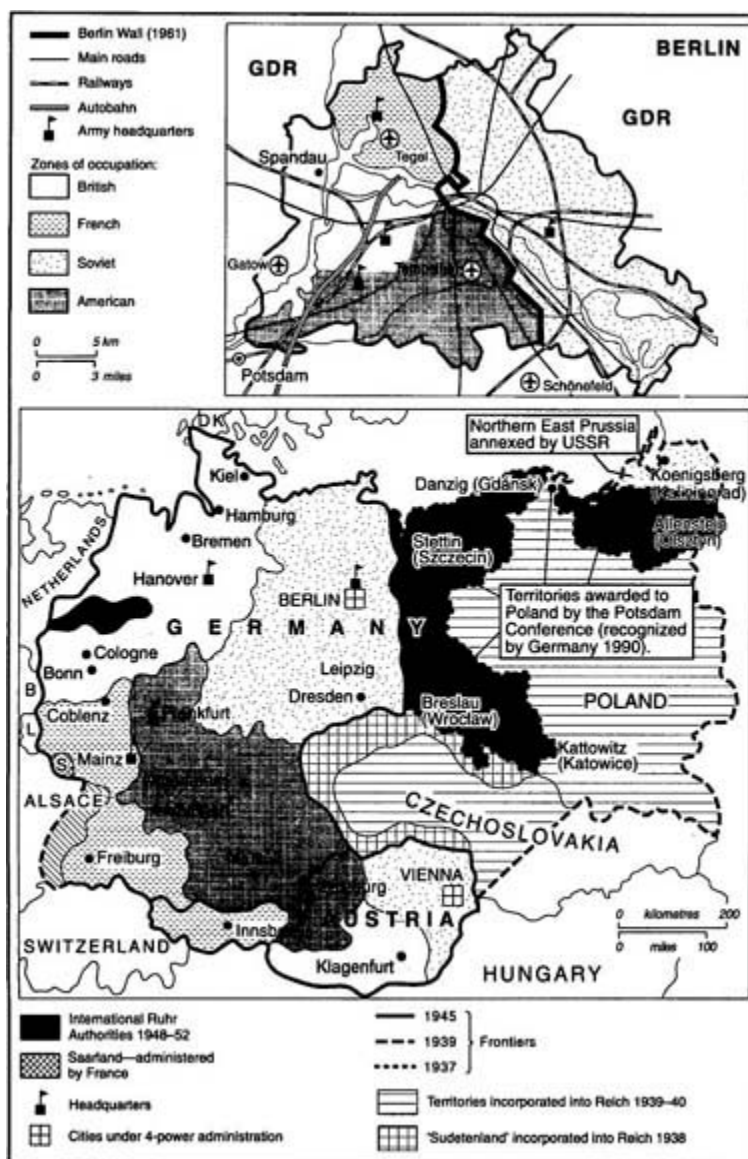 Berlin Wall (1961)
Main roads
Railways
Autobahn
Army headquarters
Zones of occupation:
British
French
Soviet
American
0 5 km
0 3 miles
BERLIN
GDR
GDR
Spandau
Tegel
Gatow
Potsdam
Schönefeld
DK
Northern East Prussia
annexed by USSR
Kiel
Koenigsberg
(Kaliningrad)
Danzig (Gdańsk)
Hamburg
Allenstein
(Olsztyn)
Bremen
Stettin
(Szczecin)
NETHERLANDS
Hanover
BERLIN
Territories awarded to
Poland by the Potsdam
Conference (recognized
by Germany 1990).
GERMANY
Cologne
Bonn
Leipzig
B
Dresden
POLAND
Coblenz
Frankfurt
Breslau
(Wrocław)
L
Kattowitz
(Katowice)
Mainz
S
ALSACE
CZECHOSLOVAKIA
Freiburg
VIENNA
0 kilometres 200
0 miles 100
AUSTRIA
SWITZERLAND
Klagenfurt
HUNGARY
International Ruhr
Authorities 1948–52
Saarland—administered
by France
Headquarters
Cities under 4-power administration
1945
1939
1937
Frontiers
Territories incorporated into Reich 1939–40
'Sudetenland' incorporated into Reich 1938